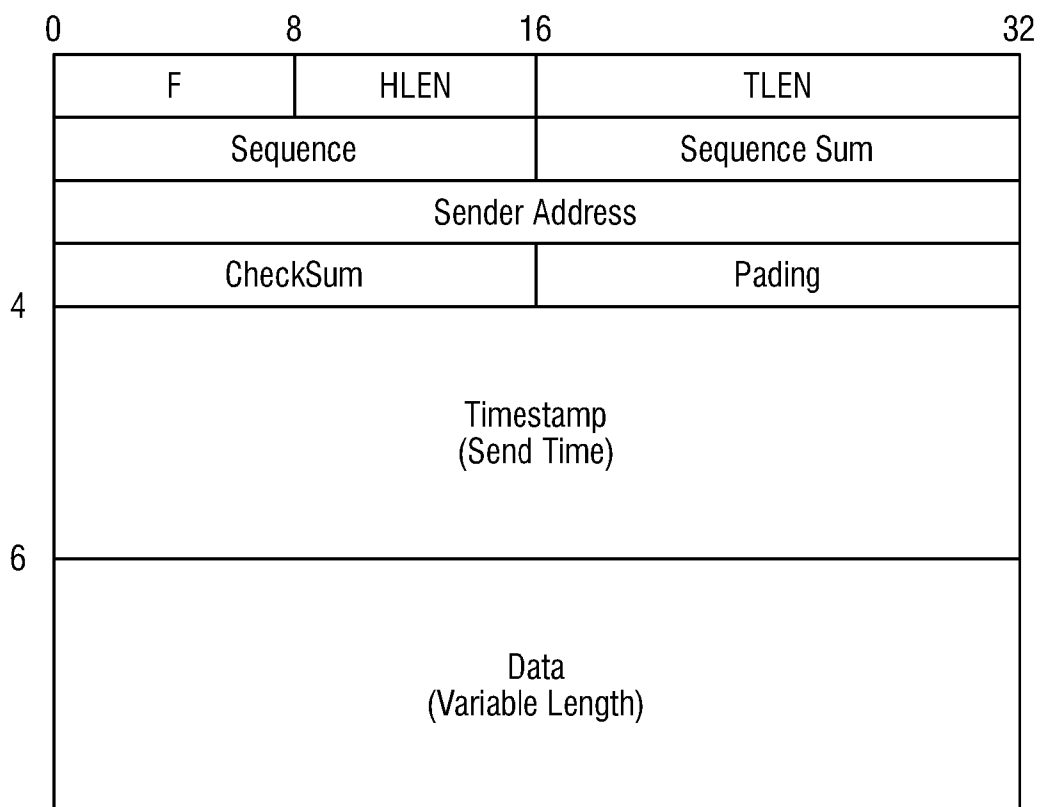 0 8 16 32
F HLEN TLEN
Sequence Sequence Sum
Sender Address
CheckSum Pading
4
Timestamp
(Send Time)
6
Data
(Variable Length)